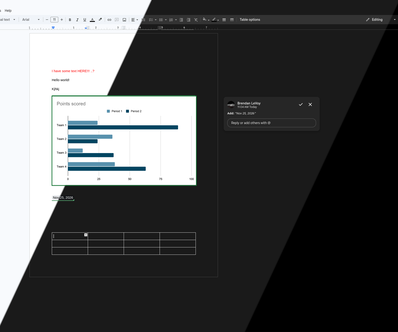 Help
Arial
Table options
Editing
I have some text HERE!!! : ?
Hello world!
Points scored
Period 1
Period 2
Team 1
Team 2
Team 3
Team 4
0
25
50
75
100
Brendan Lolley
Add: "Nov 20, 2026"
Reply or add others with @